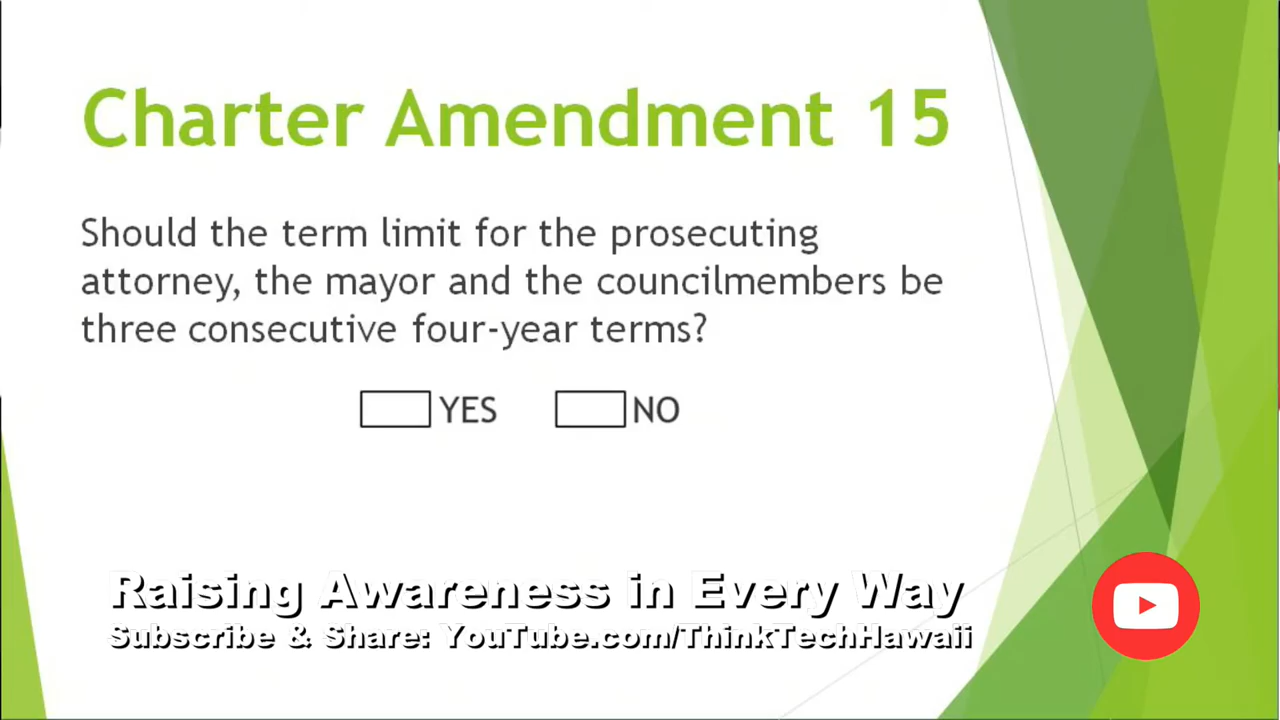 Charter Amendment 15
Should the term limit for the prosecuting
attorney, the mayor and the councilmembers be
three consecutive four-year terms?
YES NO
Raising Awareness in Every Way
Subscribe & Share: YouTube.com/ThinkTechHawaii